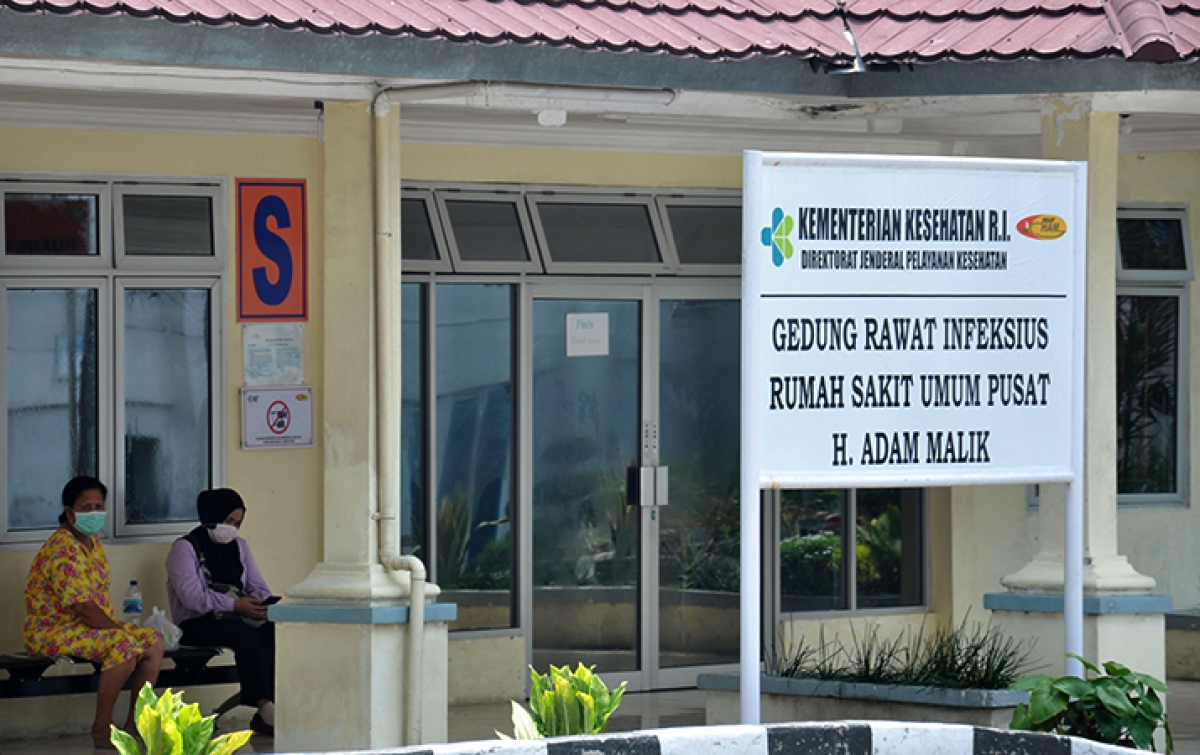 S
KEMENTERIAN KESEHATAN R.I.
DIREKTORAT JENDERAL PELAYANAN KESEHATAN
GEDUNG RAWAT INFEKSIUS
RUMAH SAKIT UMUM PUSAT
H. ADAM MALIK